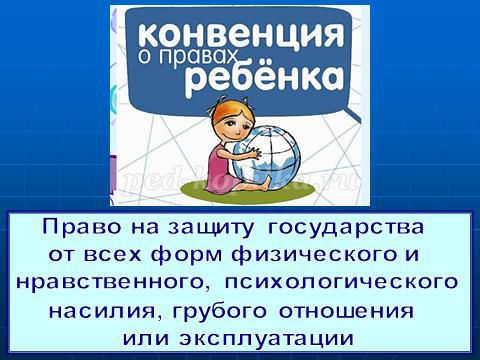 конвенция
о правах
ребёнка
Право на защиту государства
от всех форм физического и
нравственного, психологического
насилия, грубого отношения
или эксплуатации